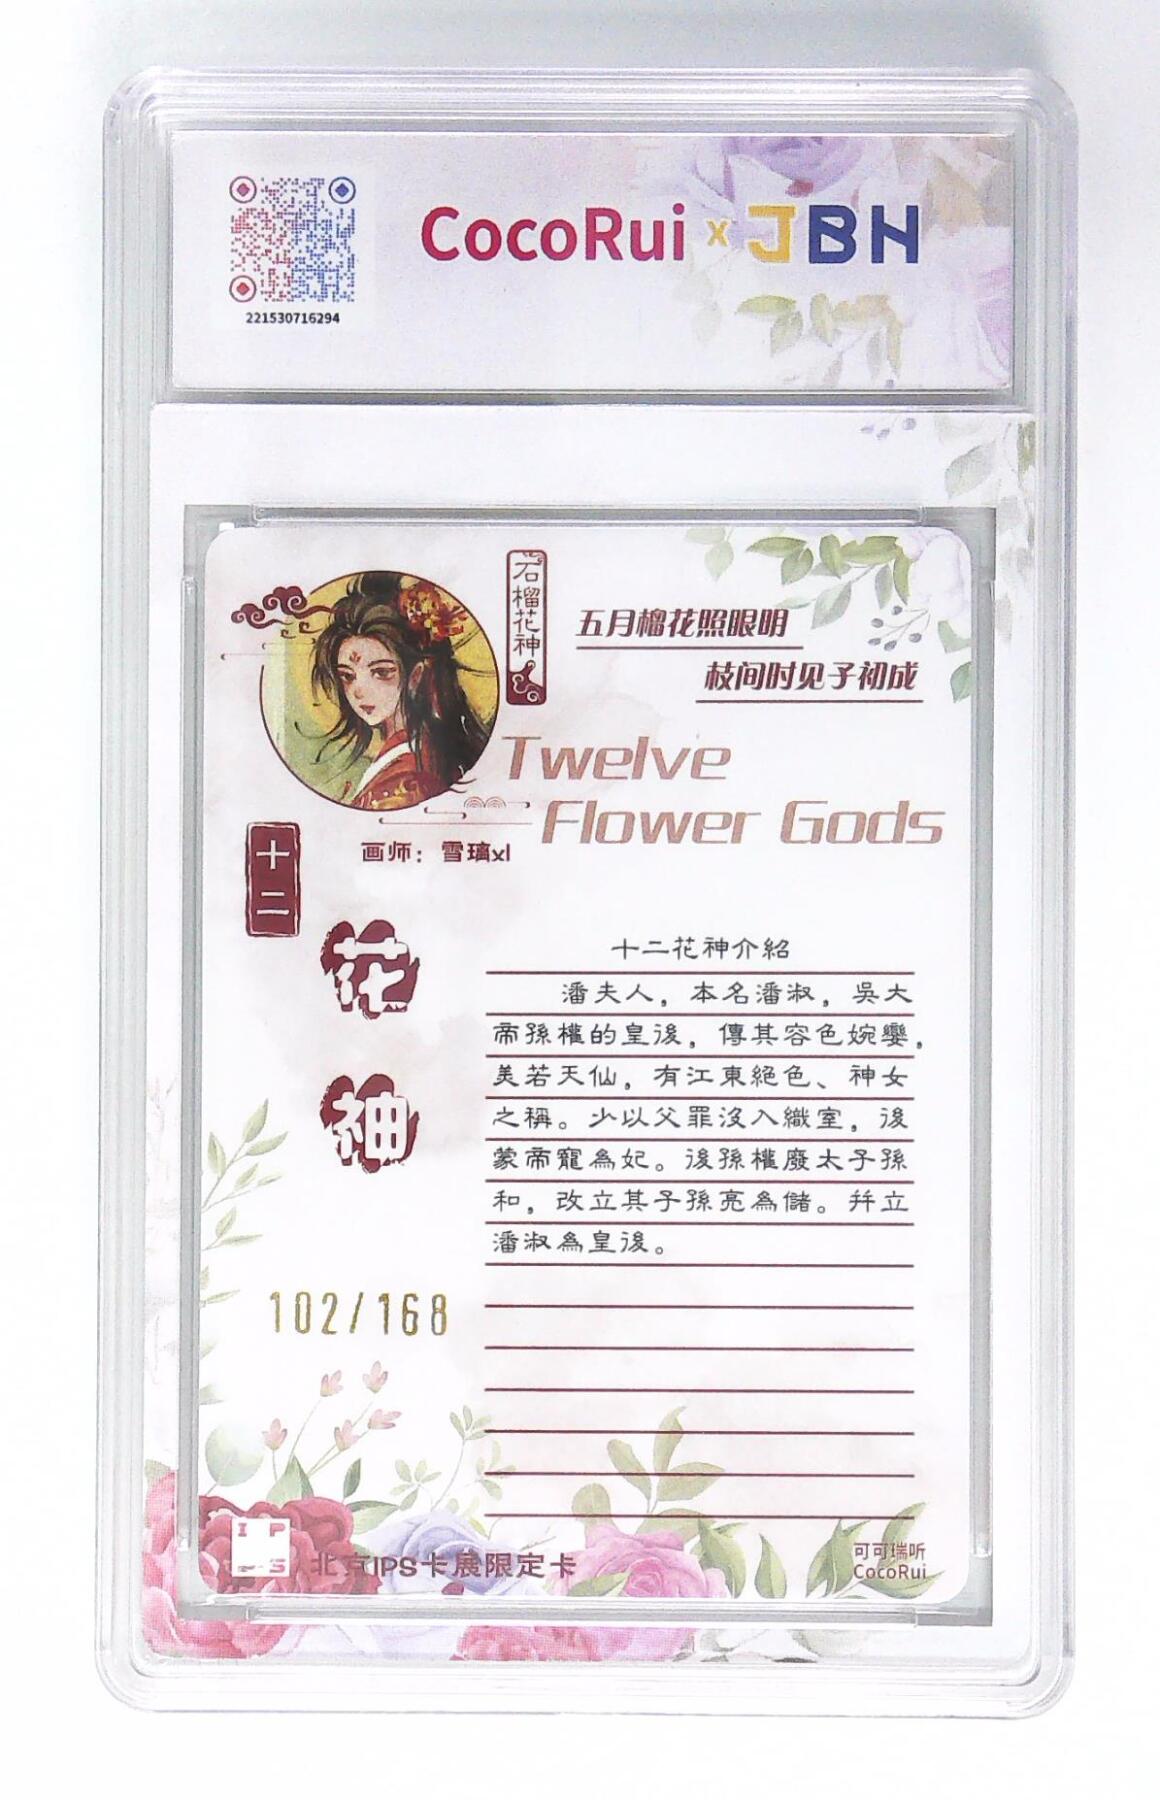 CocoRui x JBH
221530716294
石榴花神
五月榴花照眼明
枝间时见子初成
Twelve
Flower Gods
画师：雪璃xl
十二
花
神
十二花神介紹
潘夫人，本名潘淑，吳大
帝孫權的皇後，傳其容色婉孌，
美若天仙，有江東絕色、神女
之稱。少以父罪沒入織室，後
蒙帝寵為妃。後孫權廢太子孫
和，改立其子孫亮為儲。并立
潘淑為皇後。
102/168
IP
S
北京IPS卡展限定卡
可可瑞听
CocoRui